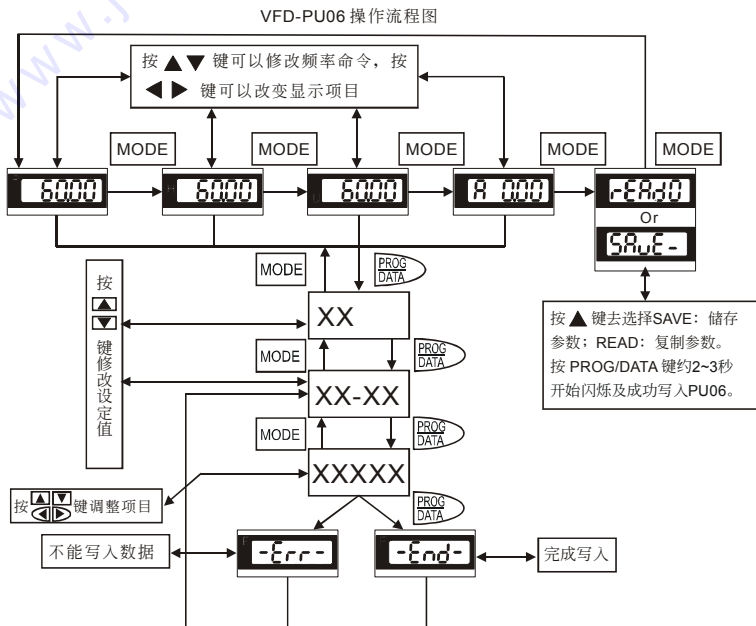 VFD-PU06 操作流程图
按 ▲ ▼ 键可以修改频率命令，按
◀ ▶ 键可以改变显示项目
MODE
MODE
MODE
MODE
MODE
F 60.00
H 60.00
U 60.00
A 0.00
rEAd0
Or
SAvE-
按 ▲ 键去选择SAVE：储存
参数；READ：复制参数。
按 PROG/DATA 键约2~3秒
开始闪烁及成功写入PU06。
MODE
PROG
DATA
按
▲
▼
键
修
改
设
定
值
XX
MODE
PROG
DATA
XX-XX
MODE
PROG
DATA
XXXXX
按 ▲ ▼ ◀ ▶ 键调整项目
PROG
DATA
不能写入数据
-Err-
-End-
完成写入
www.j